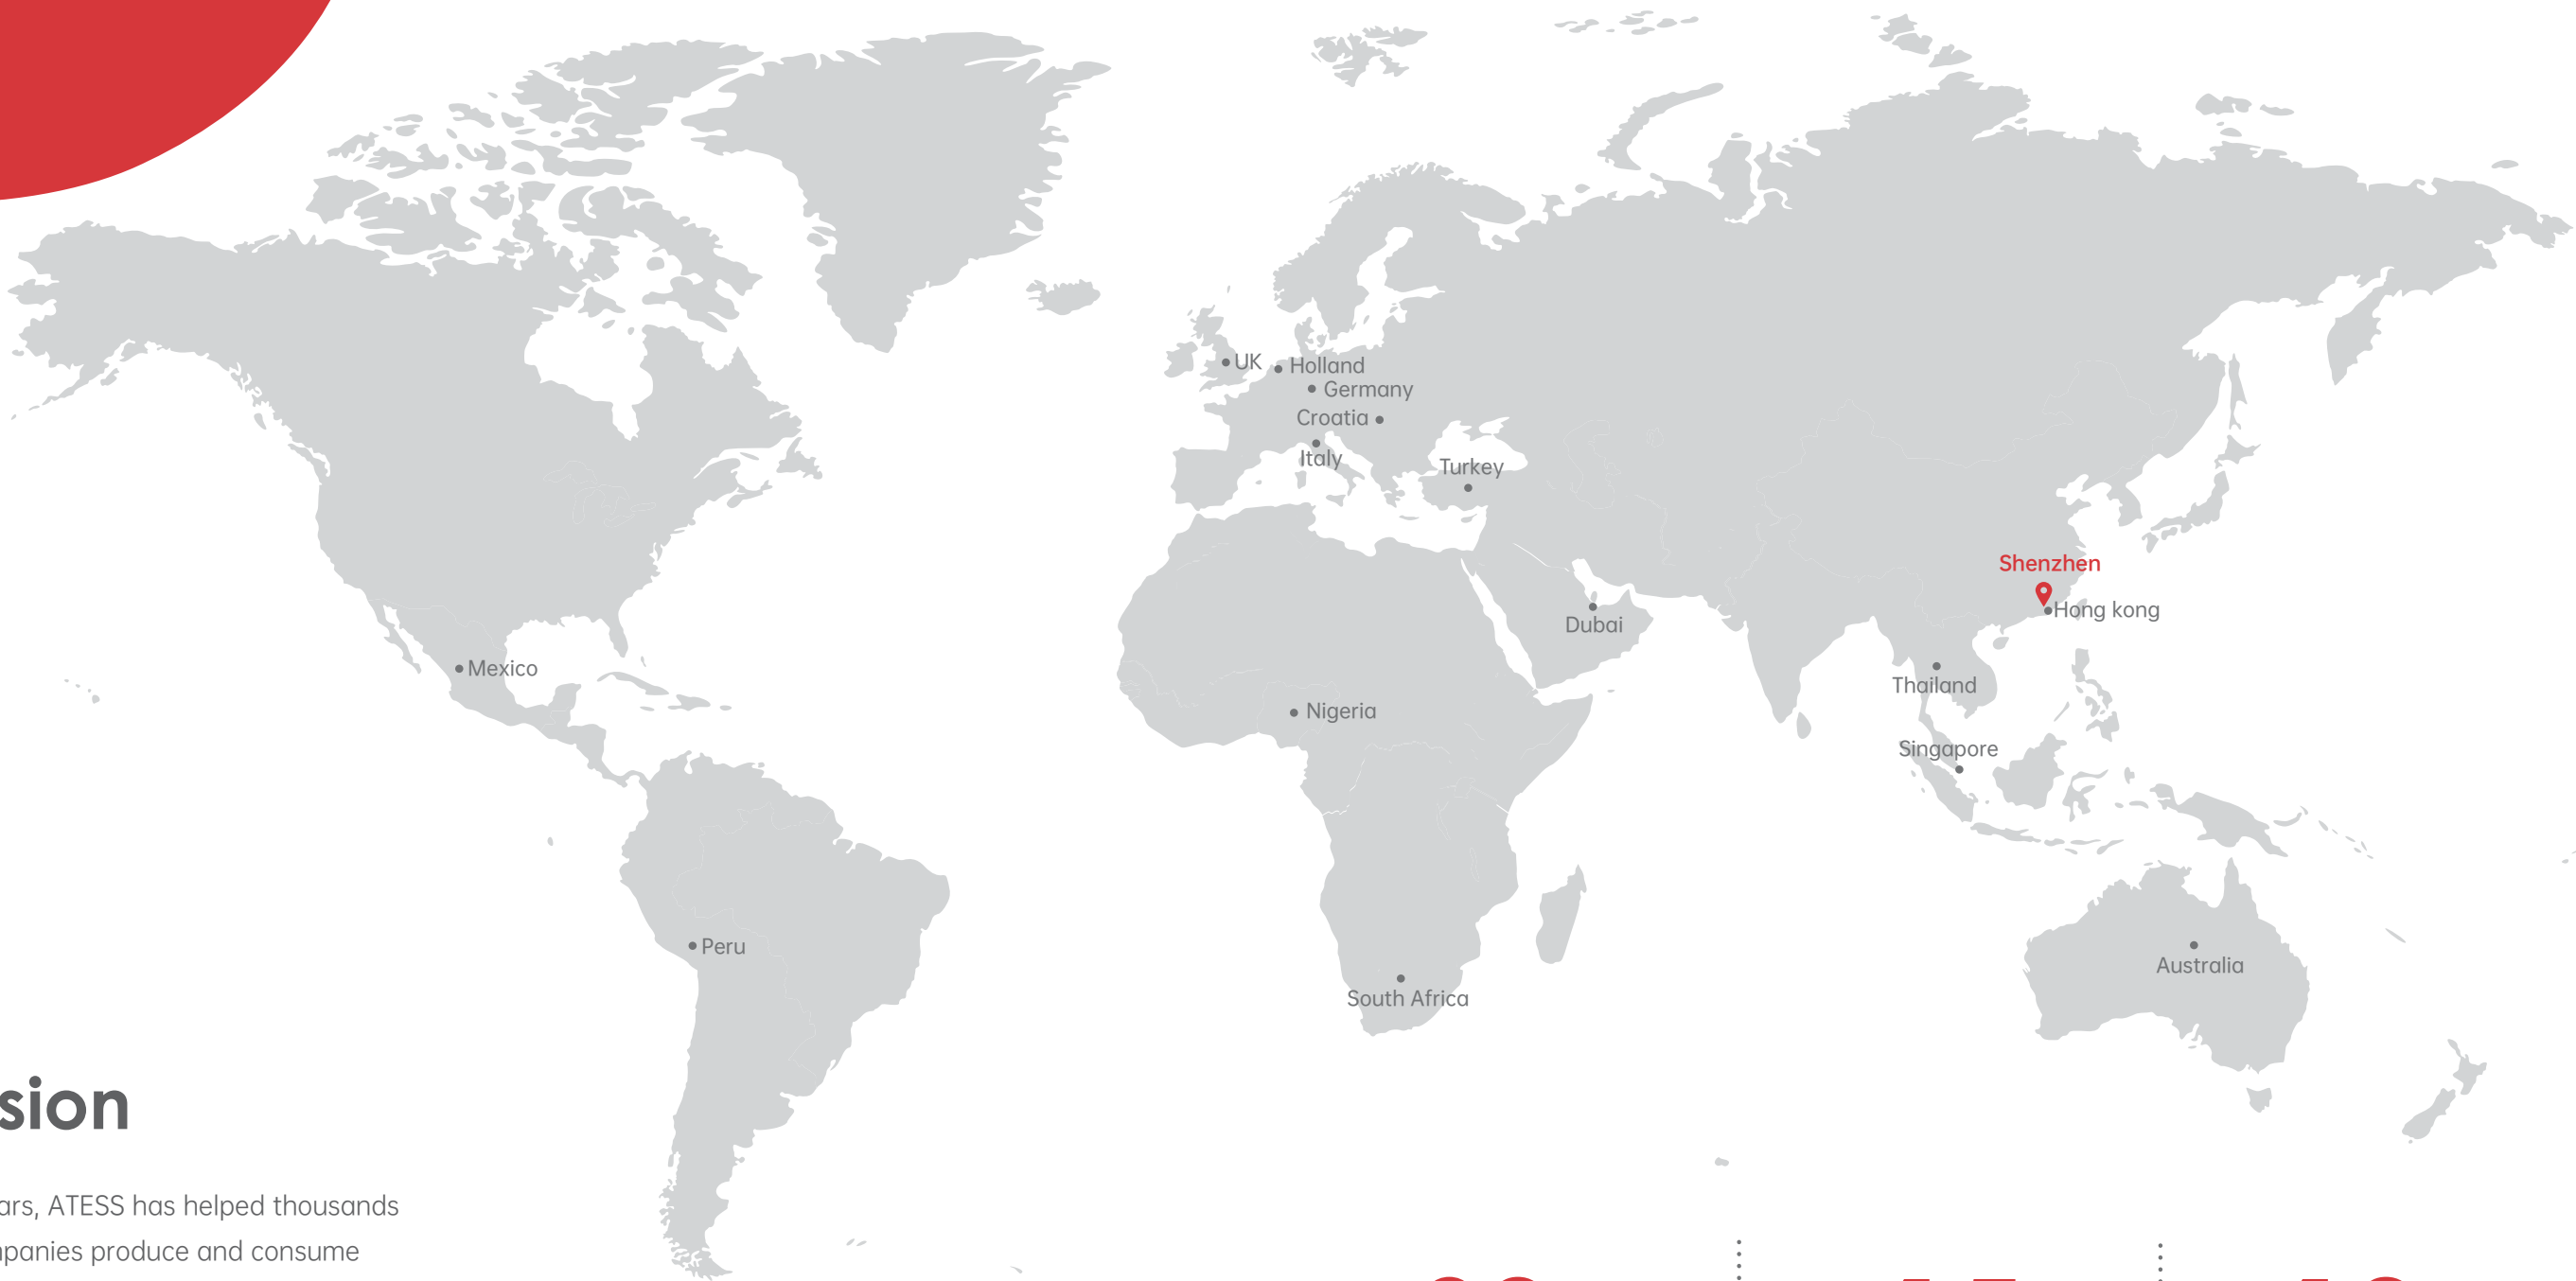 UK
Holland
Germany
Croatia
Italy
Turkey
Shenzhen
Hong kong
Dubai
Mexico
Thailand
Nigeria
Singapore
Peru
Australia
South Africa
sion
ars, ATESS has helped thousands
panies produce and consume